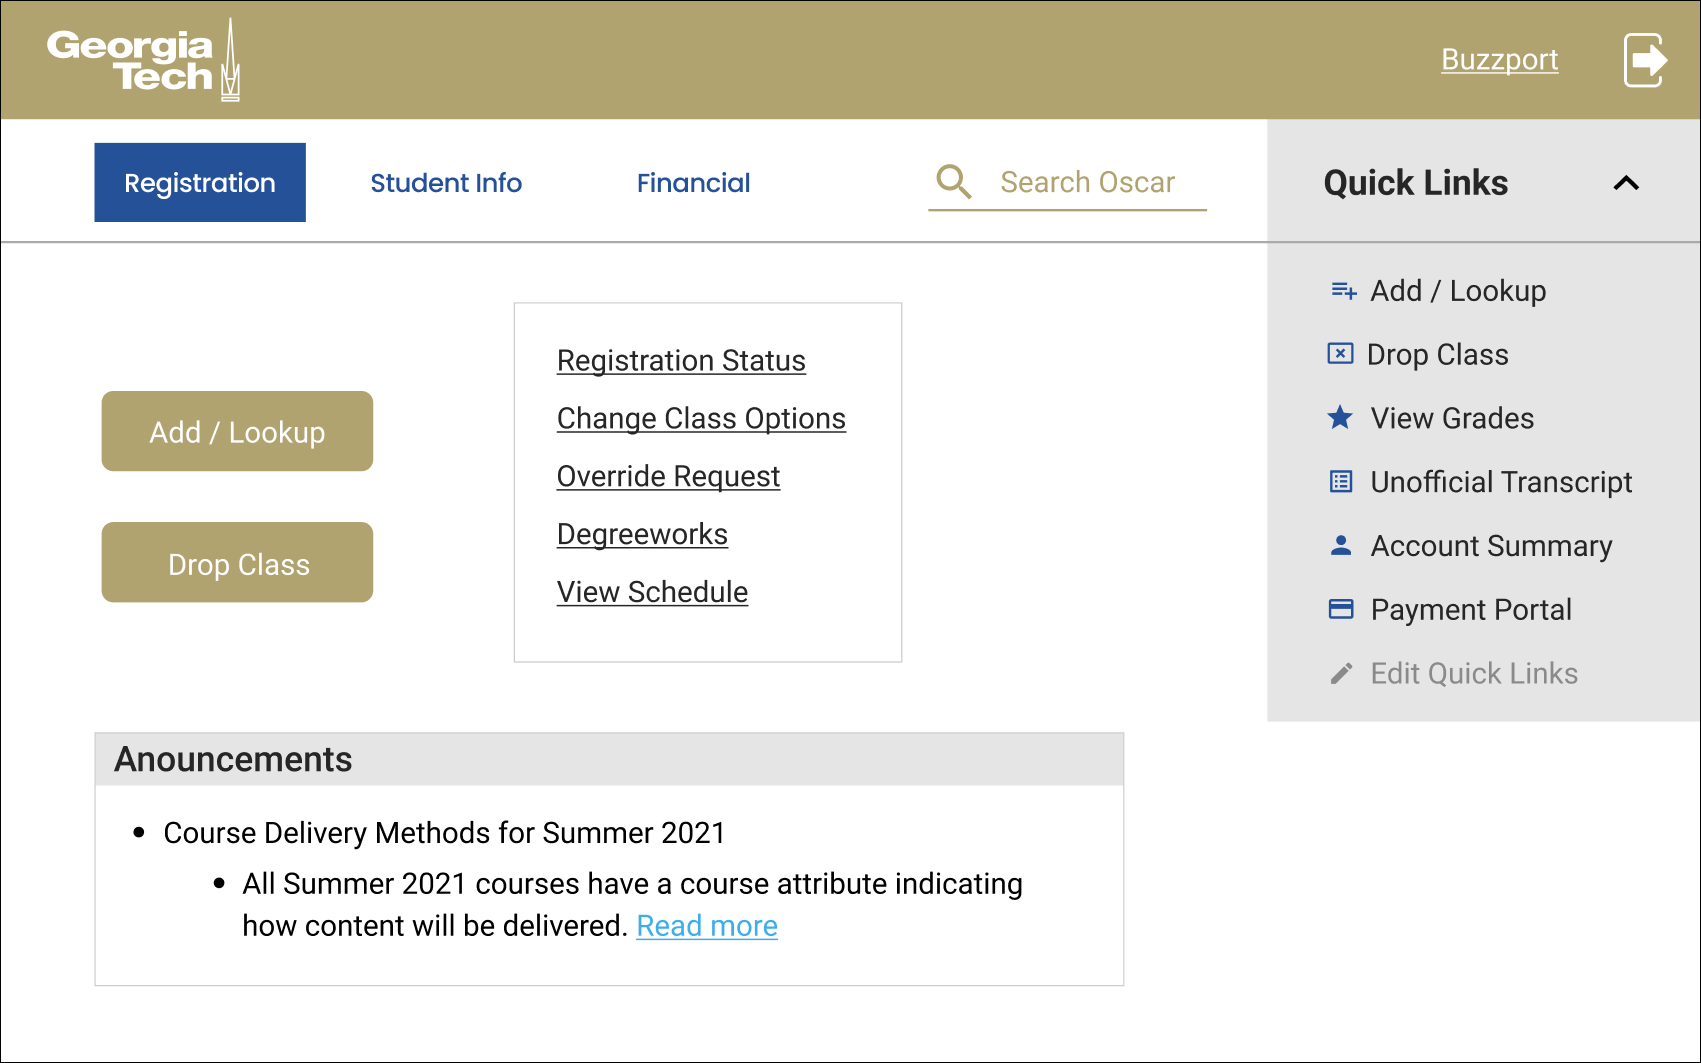 Georgia
Tech
Buzzport
Registration
Student Info
Financial
Search Oscar
Quick Links
Add / Lookup
Drop Class
Registration Status
Change Class Options
Override Request
Degreeworks
View Schedule
Add / Lookup
Drop Class
View Grades
Unofficial Transcript
Account Summary
Payment Portal
Edit Quick Links
Anouncements
• Course Delivery Methods for Summer 2021
• All Summer 2021 courses have a course attribute indicating
how content will be delivered. Read more